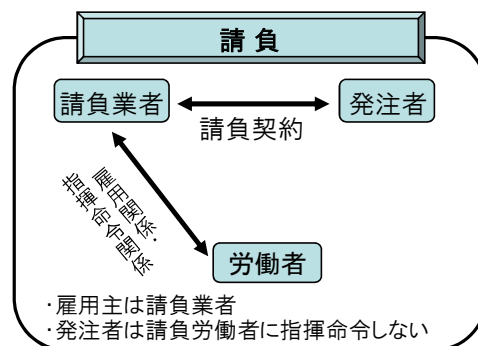 請 負
請負業者
発注者
請負契約
雇用関係・
指揮命令関係
労働者
・雇用主は請負業者
・発注者は請負労働者に指揮命令しない